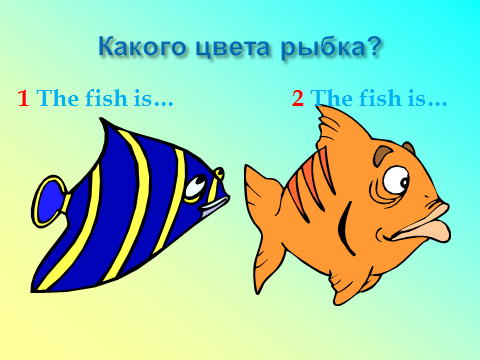 Какого цвета рыбка?
1 The fish is...
2 The fish is...